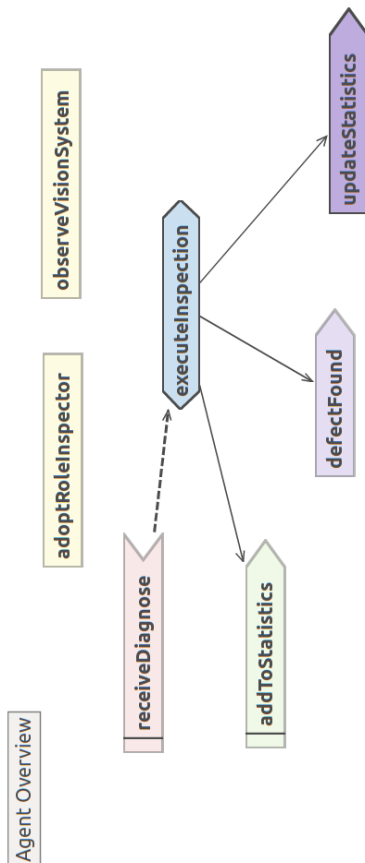 Agent Overview
adoptRoleInspector
observeVisionSystem
receiveDiagnose
executeInspection
addToStatistics
defectFound
updateStatistics